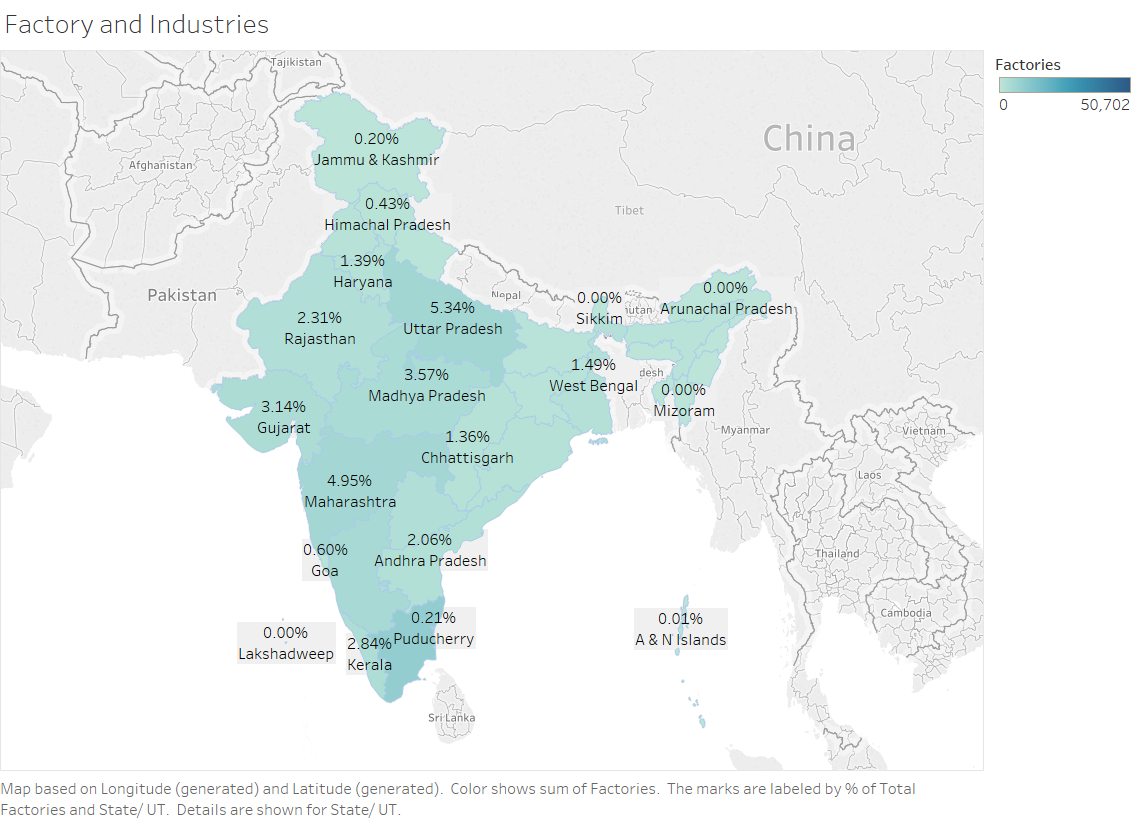 Factory and Industries
Tajikistan
Factories
0 50,702
China
0.20%
Jammu & Kashmir
Afghanistan
0.43%
Himachal Pradesh
Tibet
1.39%
Haryana
Pakistan
Nepal
0.00%
Sikkim
utan
0.00%
Arunachal Pradesh
5.34%
Uttar Pradesh
2.31%
Rajasthan
1.49%
West Bengal
desh
3.57%
Madhya Pradesh
0.00%
Mizoram
3.14%
Gujarat
Myanmar
Vietnam
1.36%
Chhattisgarh
Laos
4.95%
Maharashtra
2.06%
Andhra Pradesh
0.60%
Goa
Thailand
Cambodia
0.21%
Puducherry
0.01%
A & N Islands
0.00%
Lakshadweep
2.84%
Kerala
Sri Lanka
Map based on Longitude (generated) and Latitude (generated).  Color shows sum of Factories.  The marks are labeled by % of Total
Factories and State/ UT.  Details are shown for State/ UT.